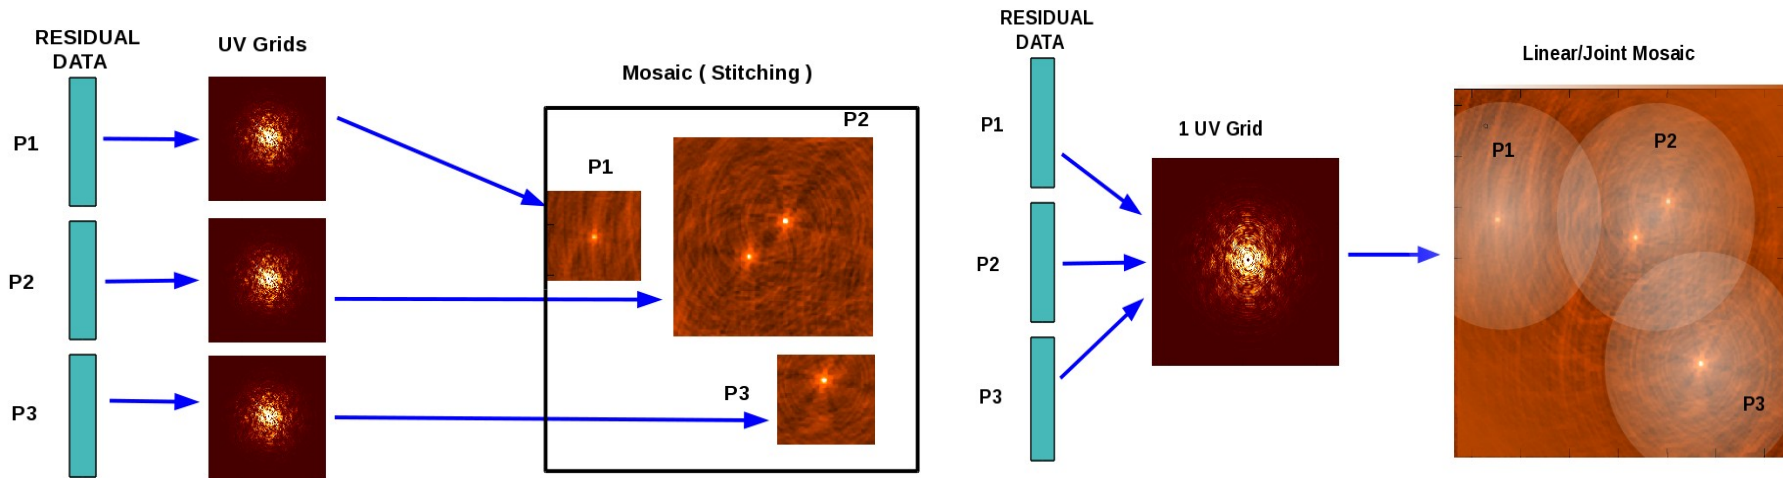 RESIDUAL
DATA
UV Grids
Mosaic ( Stitching )
P1
P2
P3
P1
P2
P3
RESIDUAL
DATA
1 UV Grid
Linear/Joint Mosaic
P1
P2
P3
P1
P2
P3